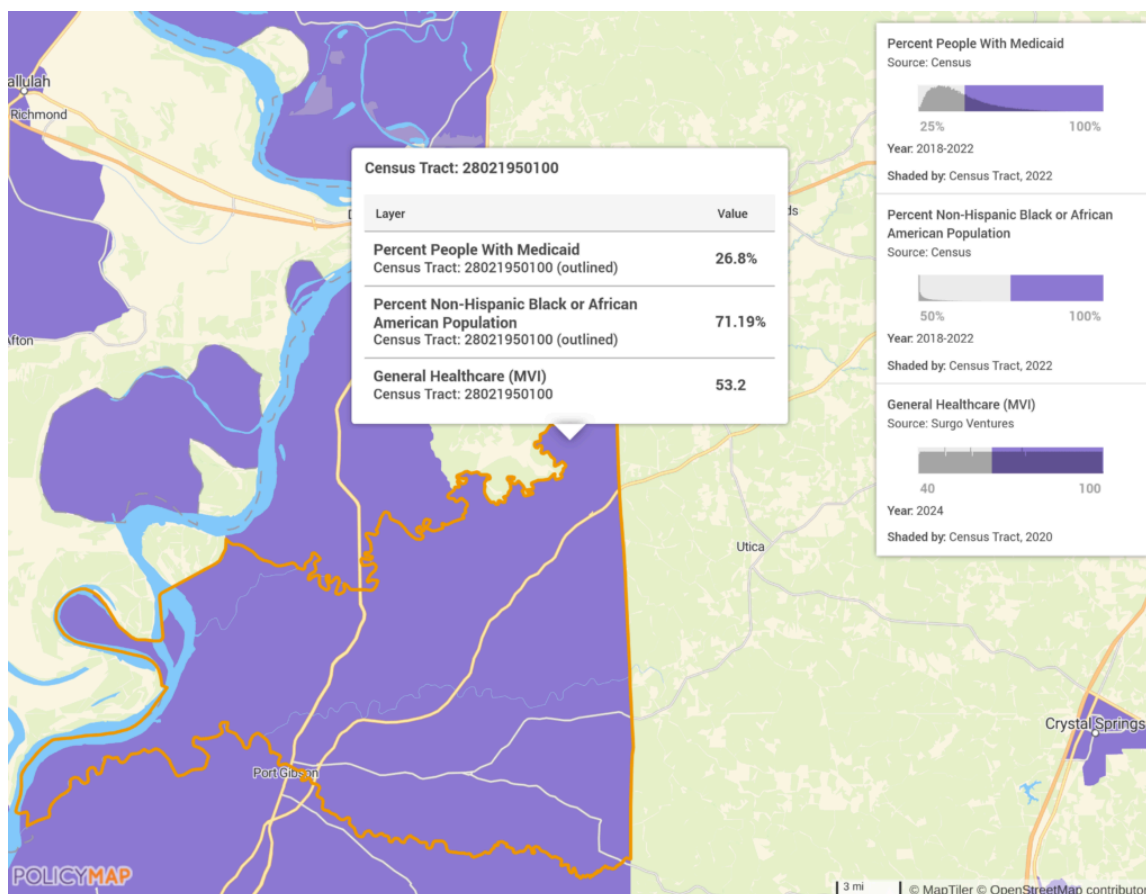 allulah
Richmond
Afton
Census Tract: 28021950100
Layer Value
Percent People With Medicaid
Census Tract: 28021950100 (outlined)
26.8%
Percent Non-Hispanic Black or African
American Population
Census Tract: 28021950100 (outlined)
71.19%
General Healthcare (MVI)
Census Tract: 28021950100
53.2
D
ds
Utica
Port Gibson
Crystal Springs
Percent People With Medicaid
Source: Census
25% 100%
Year: 2018-2022
Shaded by: Census Tract, 2022
Percent Non-Hispanic Black or African
American Population
Source: Census
50% 100%
Year: 2018-2022
Shaded by: Census Tract, 2022
General Healthcare (MVI)
Source: Surgo Ventures
40 100
Year: 2024
Shaded by: Census Tract, 2020
POLICYMAP
3 mi
© MapTiler © OpenStreetMap contributo